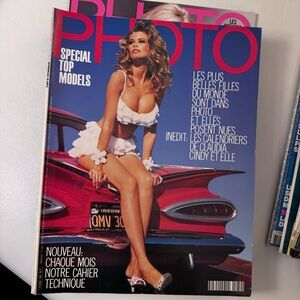 PHOTO
SPECIAL
TOP
MODELS
LES PLUS
BELLES FILLES
DU MONDE
SONT DANS
PHOTO
ET ELLES
POSENT NUES
INEDIT: LES CALENDRIERS
DE CLAUDIA
CINDY ET ELLE
NOUVEAU:
CHAQUE MOIS
NOTRE CAHIER
TECHNIQUE